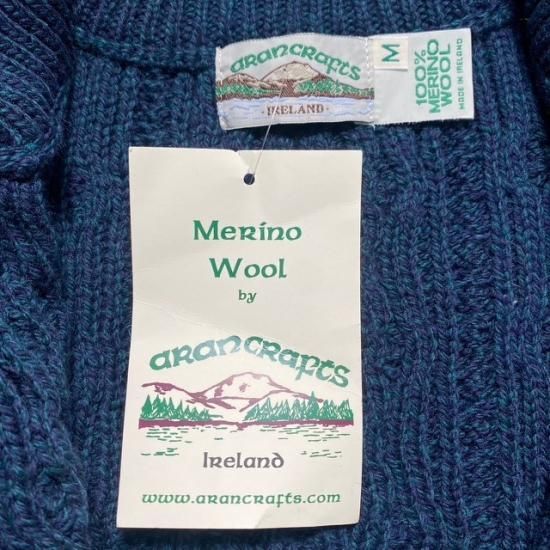 arancrafts
· IRELAND ·
M
100%
MERINO
WOOL
MADE IN IRELAND
Merino
Wool
by
arancrafts
Ireland
www.arancrafts.com